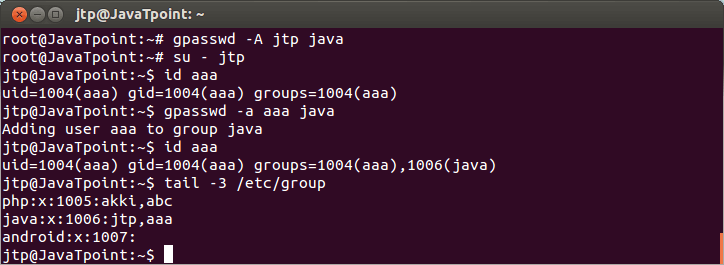 jtp@JavaTpoint: ~
root@JavaTpoint:~# gpasswd -A jtp java
root@JavaTpoint:~# su - jtp
jtp@JavaTpoint:~$ id aaa
uid=1004(aaa) gid=1004(aaa) groups=1004(aaa)
jtp@JavaTpoint:~$ gpasswd -a aaa java
Adding user aaa to group java
jtp@JavaTpoint:~$ id aaa
uid=1004(aaa) gid=1004(aaa) groups=1004(aaa),1006(java)
jtp@JavaTpoint:~$ tail -3 /etc/group
php:x:1005:akki,abc
java:x:1006:jtp,aaa
android:x:1007:
jtp@JavaTpoint:~$